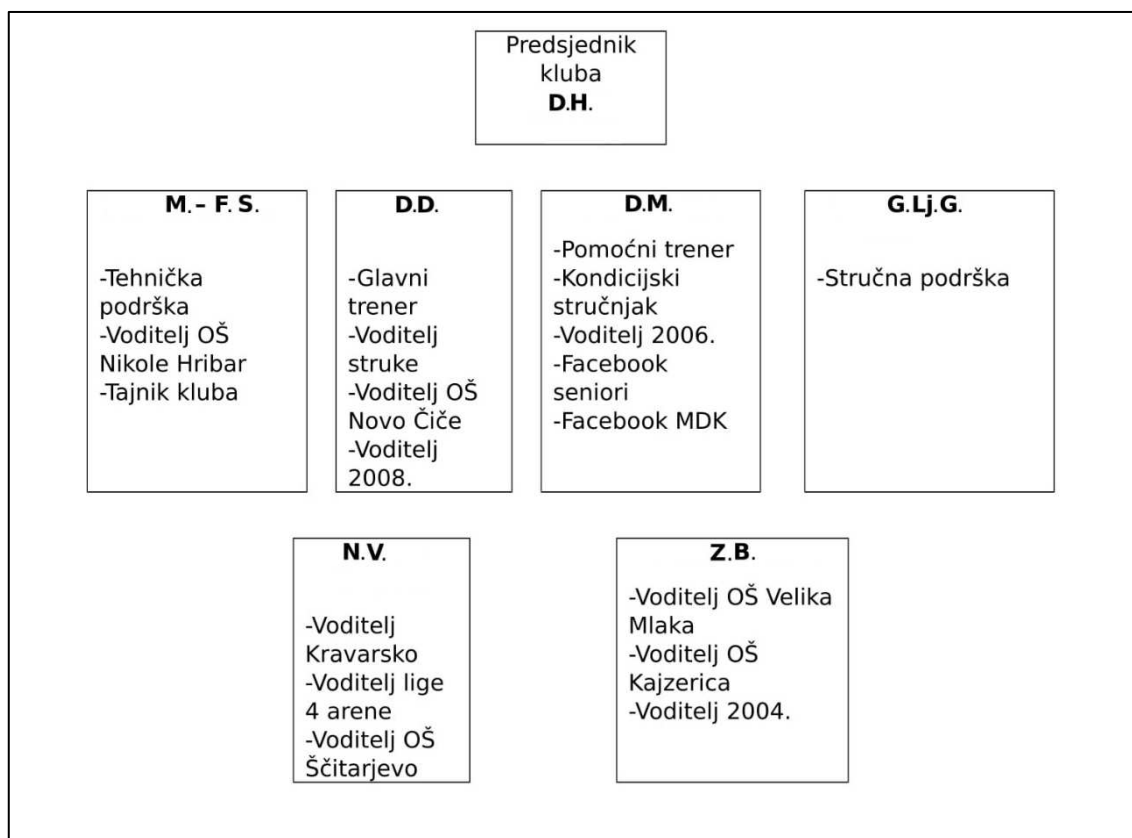 Predsjednik
kluba
D.H.
M. – F. S.
-Tehnička
podrška
-Voditelj OŠ
Nikole Hribar
-Tajnik kluba
D.D.
-Glavni
trener
-Voditelj
struke
-Voditelj OŠ
Novo Čiče
-Voditelj
2008.
D.M.
-Pomoćni trener
-Kondicijski
stručnjak
-Voditelj 2006.
-Facebook
seniori
-Facebook MDK
G.Lj.G.
-Stručna podrška
N.V.
-Voditelj
Kravarsko
-Voditelj lige
4 arene
-Voditelj OŠ
Ščitarjevo
Z.B.
-Voditelj OŠ Velika
Mlaka
-Voditelj OŠ
Kajzerica
-Voditelj 2004.